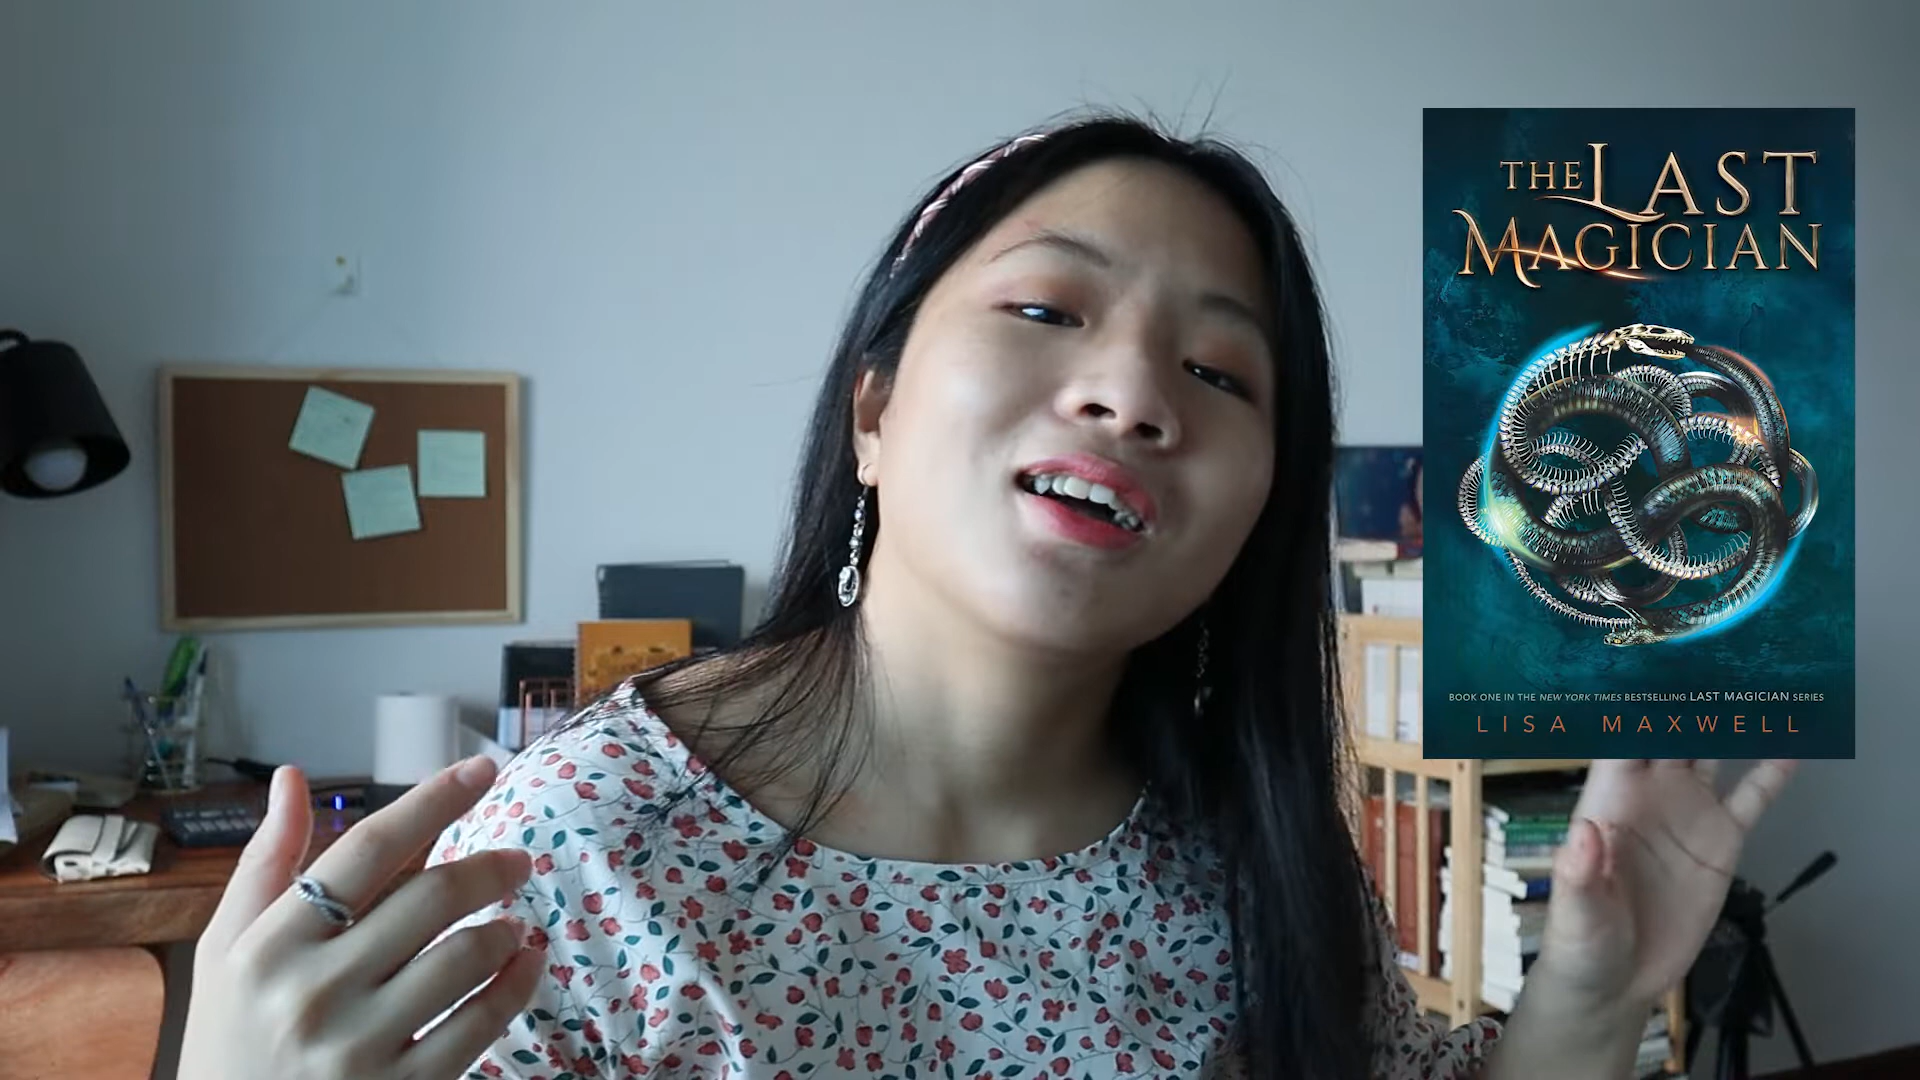 THE LAST
MAGICIAN
BOOK ONE IN THE NEW YORK TIMES BESTSELLING LAST MAGICIAN SERIES
LISA MAXWELL